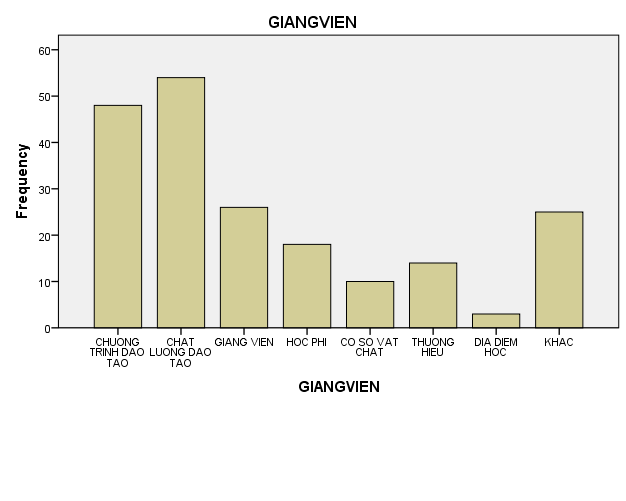 GIANGVIEN
60
50
40
30
20
10
0
Frequency
CHUONG TRINH DAO TAO
CHAT LUONG DAO TAO
GIANG VIEN
HOC PHI
CO SO VAT CHAT
THUONG HIEU
DIA DIEM HOC
KHAC
GIANGVIEN